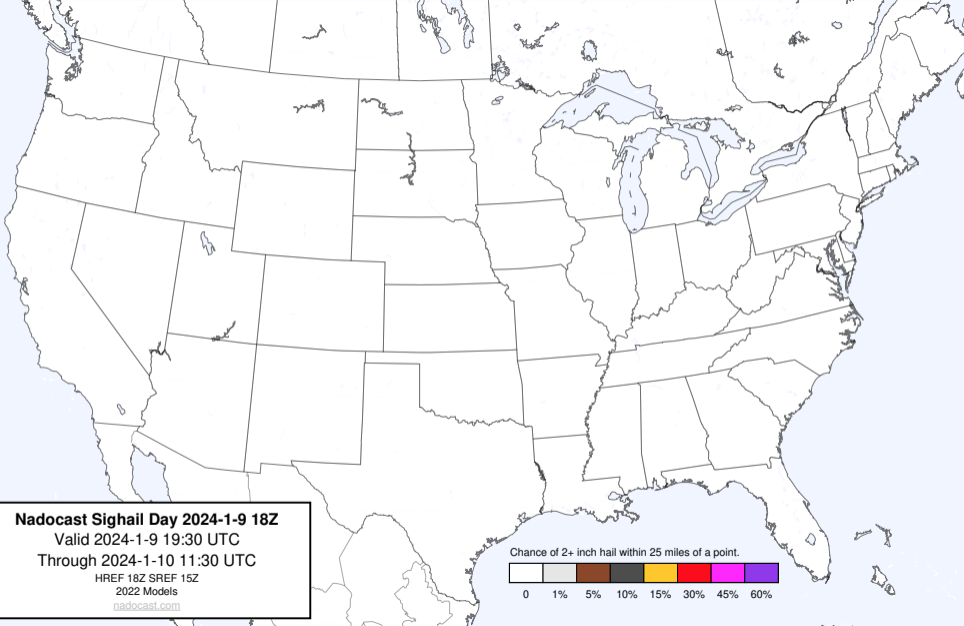 Nadocast Sighail Day 2024-1-9 18Z
Valid 2024-1-9 19:30 UTC
Through 2024-1-10 11:30 UTC
HREF 18Z SREF 15Z
2022 Models
nadocast.com
Chance of 2+ inch hail within 25 miles of a point.
0 1% 5% 10% 15% 30% 45% 60%